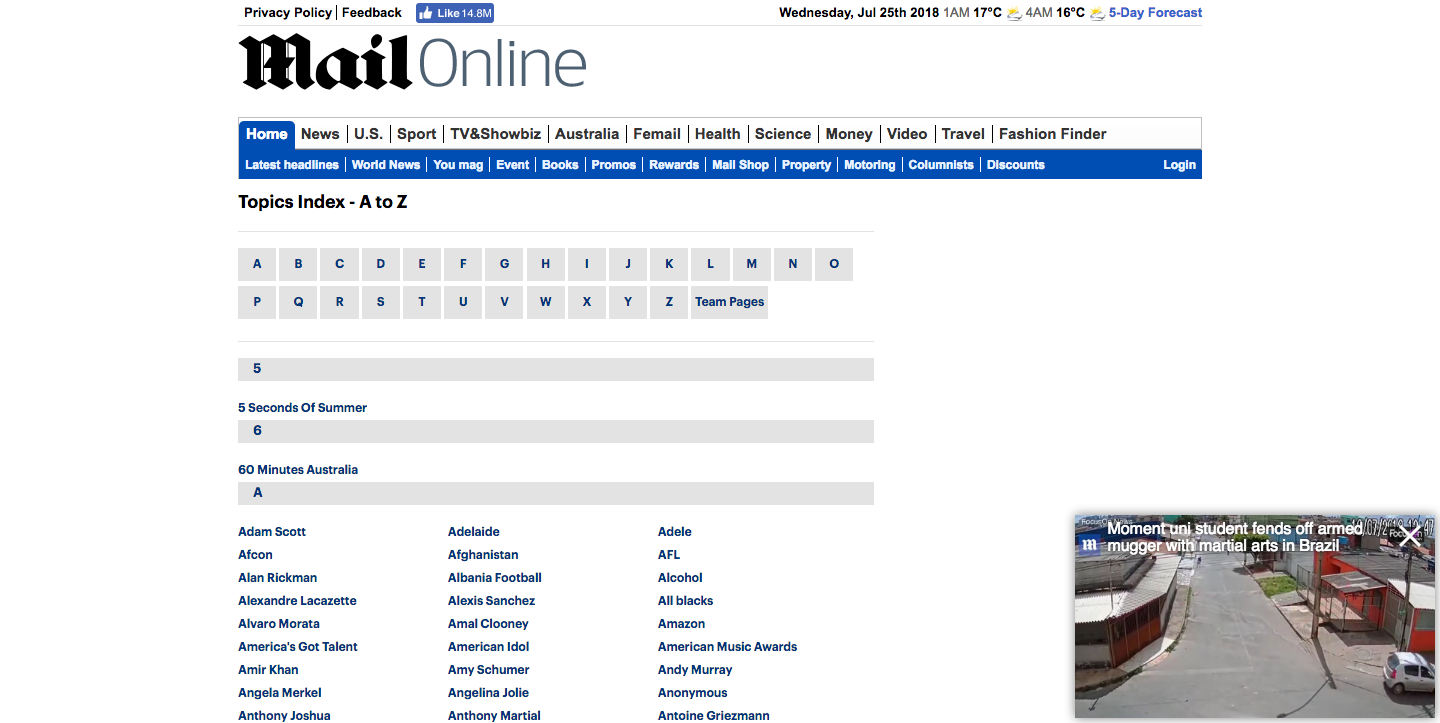 Privacy Policy Feedback Like 14.8M Wednesday, Jul 25th 2018 1AM 17°C 4AM 16°C 5-Day Forecast
Mail Online
Home News U.S. Sport TV&Showbiz Australia Femail Health Science Money Video Travel Fashion Finder
Latest headlines World News You mag Event Books Promos Rewards Mail Shop Property Motoring Columnists Discounts Login
Topics Index - A to Z
A B C D E F G H I J K L M N O
P Q R S T U V W X Y Z Team Pages
5
5 Seconds Of Summer
6
60 Minutes Australia
A
Adam Scott Adelaide Adele
Afcon Afghanistan AFL
Alan Rickman Albania Football Alcohol
Alexandre Lacazette Alexis Sanchez All blacks
Alvaro Morata Amal Clooney Amazon
America's Got Talent American Idol American Music Awards
Amir Khan Amy Schumer Andy Murray
Angela Merkel Angelina Jolie Anonymous
Anthony Joshua Anthony Martial Antoine Griezmann
Moment uni student fends off armed
m mugger with martial arts in Brazil